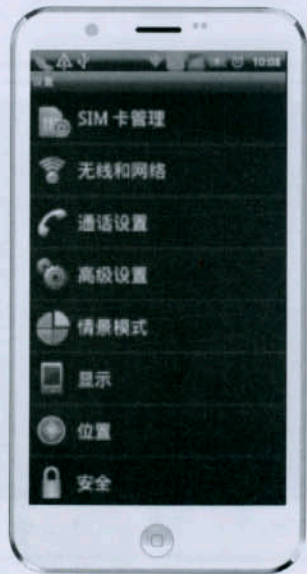 10:08
设置
SIM 卡管理
无线和网络
通话设置
高级设置
情景模式
显示
位置
安全